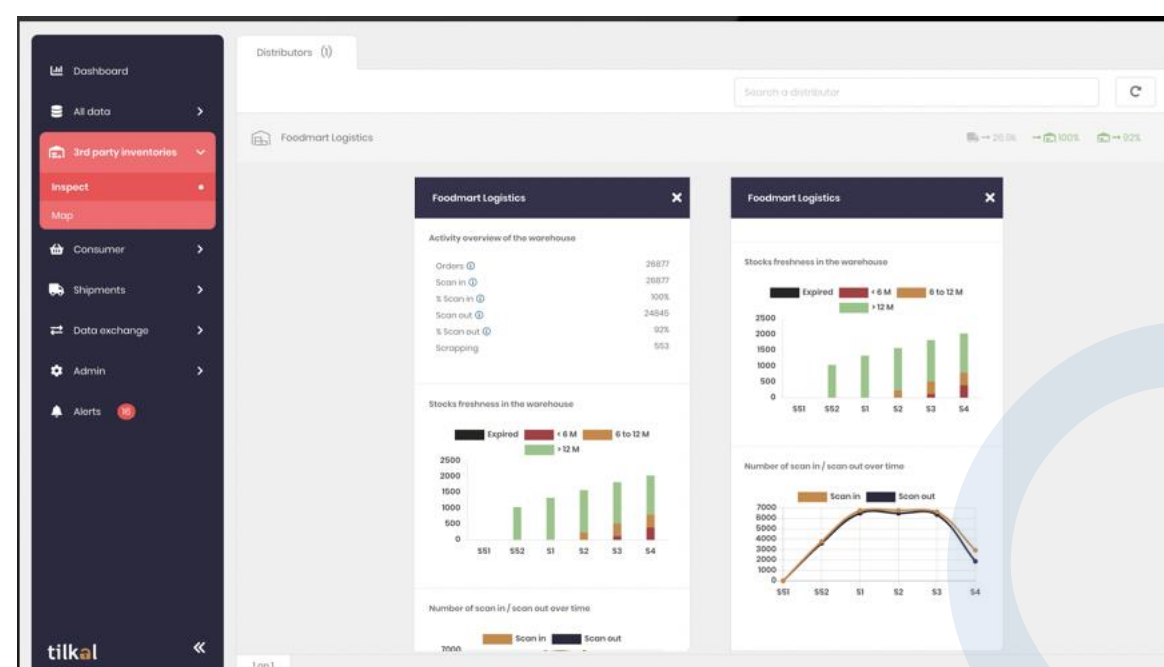 Dashboard
All data
3rd party inventories
Inspect
Map
Consumer
Shipments
Data exchange
Admin
Alerts 16
tilkal
Distributors (1)
Search a distributor
Foodmart Logistics
100% 92%
Foodmart Logistics
Activity overview of the warehouse
Orders 26877
Scan in 26877
% Scan in 100%
Scan out 24845
% Scan out 92%
Scrapping 553
Stocks freshness in the warehouse
Expired < 6 M 6 to 12 M
> 12 M
2500
2000
1500
1000
500
0
SS1 SS2 S1 S2 S3 S4
Number of scan in / scan out over time
Scan in Scan out
7000
Foodmart Logistics
Stocks freshness in the warehouse
Expired < 6 M 6 to 12 M
> 12 M
2500
2000
1500
1000
500
0
SS1 SS2 S1 S2 S3 S4
Number of scan in / scan out over time
Scan in Scan out
7000
6000
5000
4000
3000
2000
1000
0
SS1 SS2 S1 S2 S3 S4
1 on 1